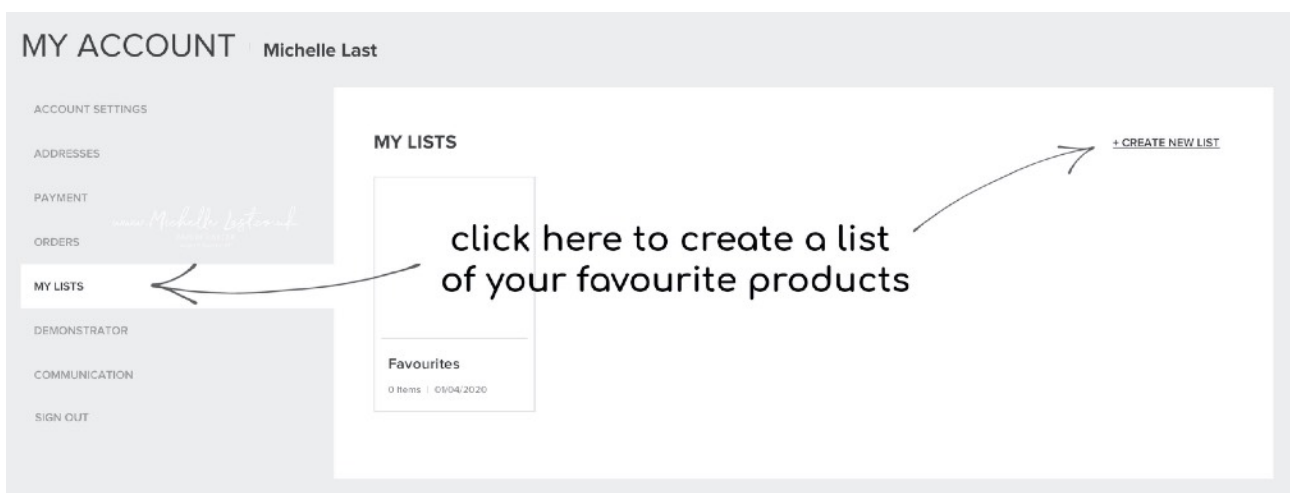 MY ACCOUNT Michelle Last
ACCOUNT SETTINGS
ADDRESSES
PAYMENT
ORDERS
MY LISTS
DEMONSTRATOR
COMMUNICATION
SIGN OUT
MY LISTS
+ CREATE NEW LIST
click here to create a list
of your favourite products
Favourites
0 Items | 01/04/2020